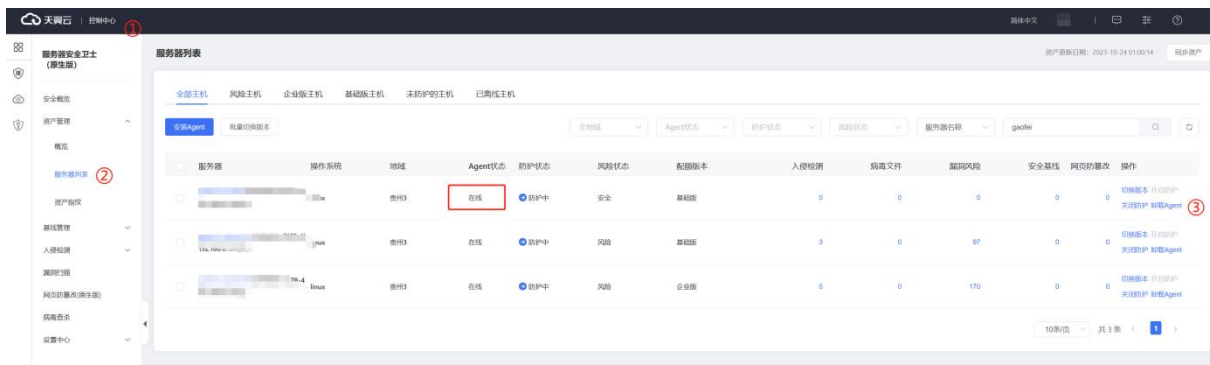 天翼云 | 控制中心 ①
简体中文
服务器安全卫士
(原生版)
服务器列表
资产更新日期：2023-10-24 01:00:14 同步资产
安全概览
资产管理
概览
服务器列表 ②
资产指纹
基线管理
入侵检测
漏洞扫描
网页防篡改(原生版)
病毒查杀
设置中心
全部主机 风险主机 企业版主机 基础版主机 未防护的主机 已离线主机
安装Agent 批量切换版本 全地域 Agent状态 防护状态 风险状态 服务器名称 gaofei
服务器 操作系统 地域 Agent状态 防护状态 风险状态 配额版本 入侵检测 病毒文件 漏洞风险 安全基线 网页防篡改 操作
贵州3 在线 防护中 安全 基础版 0 0 0 0 0 切换版本 开启防护
关闭防护 卸载Agent ③
贵州3 在线 防护中 风险 基础版 3 0 97 0 0 切换版本 开启防护
关闭防护 卸载Agent
linux 贵州3 在线 防护中 风险 企业版 0 0 170 0 0 切换版本 开启防护
关闭防护 卸载Agent
10条/页 共 3 条 1